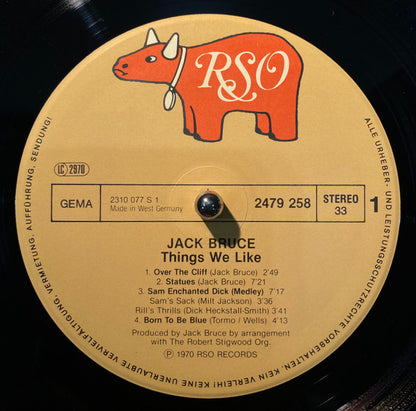 RSO
LC 2970
GEMA
2310 077 S 1
Made in West Germany
2479 258
STEREO
33
1
JACK BRUCE
Things We Like
1. Over The Cliff (Jack Bruce) 2'49
2. Statues (Jack Bruce) 7'17
3. Sam Enchanted Dick (Medley) 7'17
Sam's Sack (Milt Jackson) 3'36
Rill's Thrills (Dick Heckstall-Smith) 3'41
4. Born To Be Blue (Tormo / Wells) 4'13
Produced by Jack Bruce by arrangement
with The Robert Stigwood Org.
Ⓟ 1970 RSO RECORDS
ALLE URHEBER- UND LEISTUNGSSCHUTZRECHTE VORBEHALTEN. KEIN VERLEIH! KEINE UNERLAUBTE VERVIELFÄLTIGUNG, VERMIETUNG, AUFFÜHRUNG, SENDUNG!